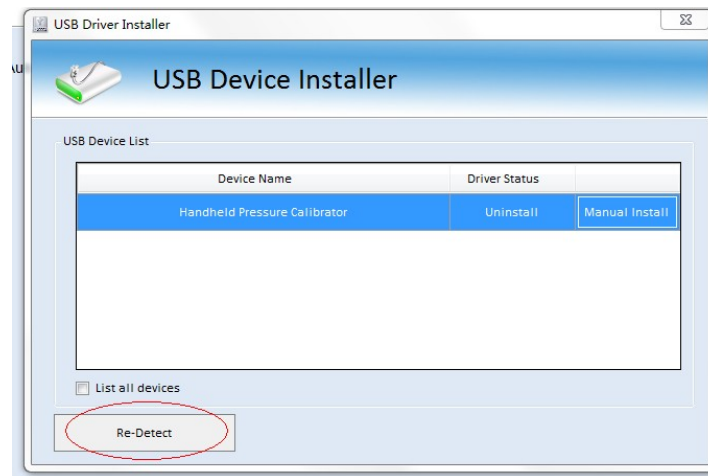 USB Driver Installer
Au
USB Device Installer
USB Device List
Device Name Driver Status
Handheld Pressure Calibrator Uninstall Manual Install
List all devices
Re-Detect